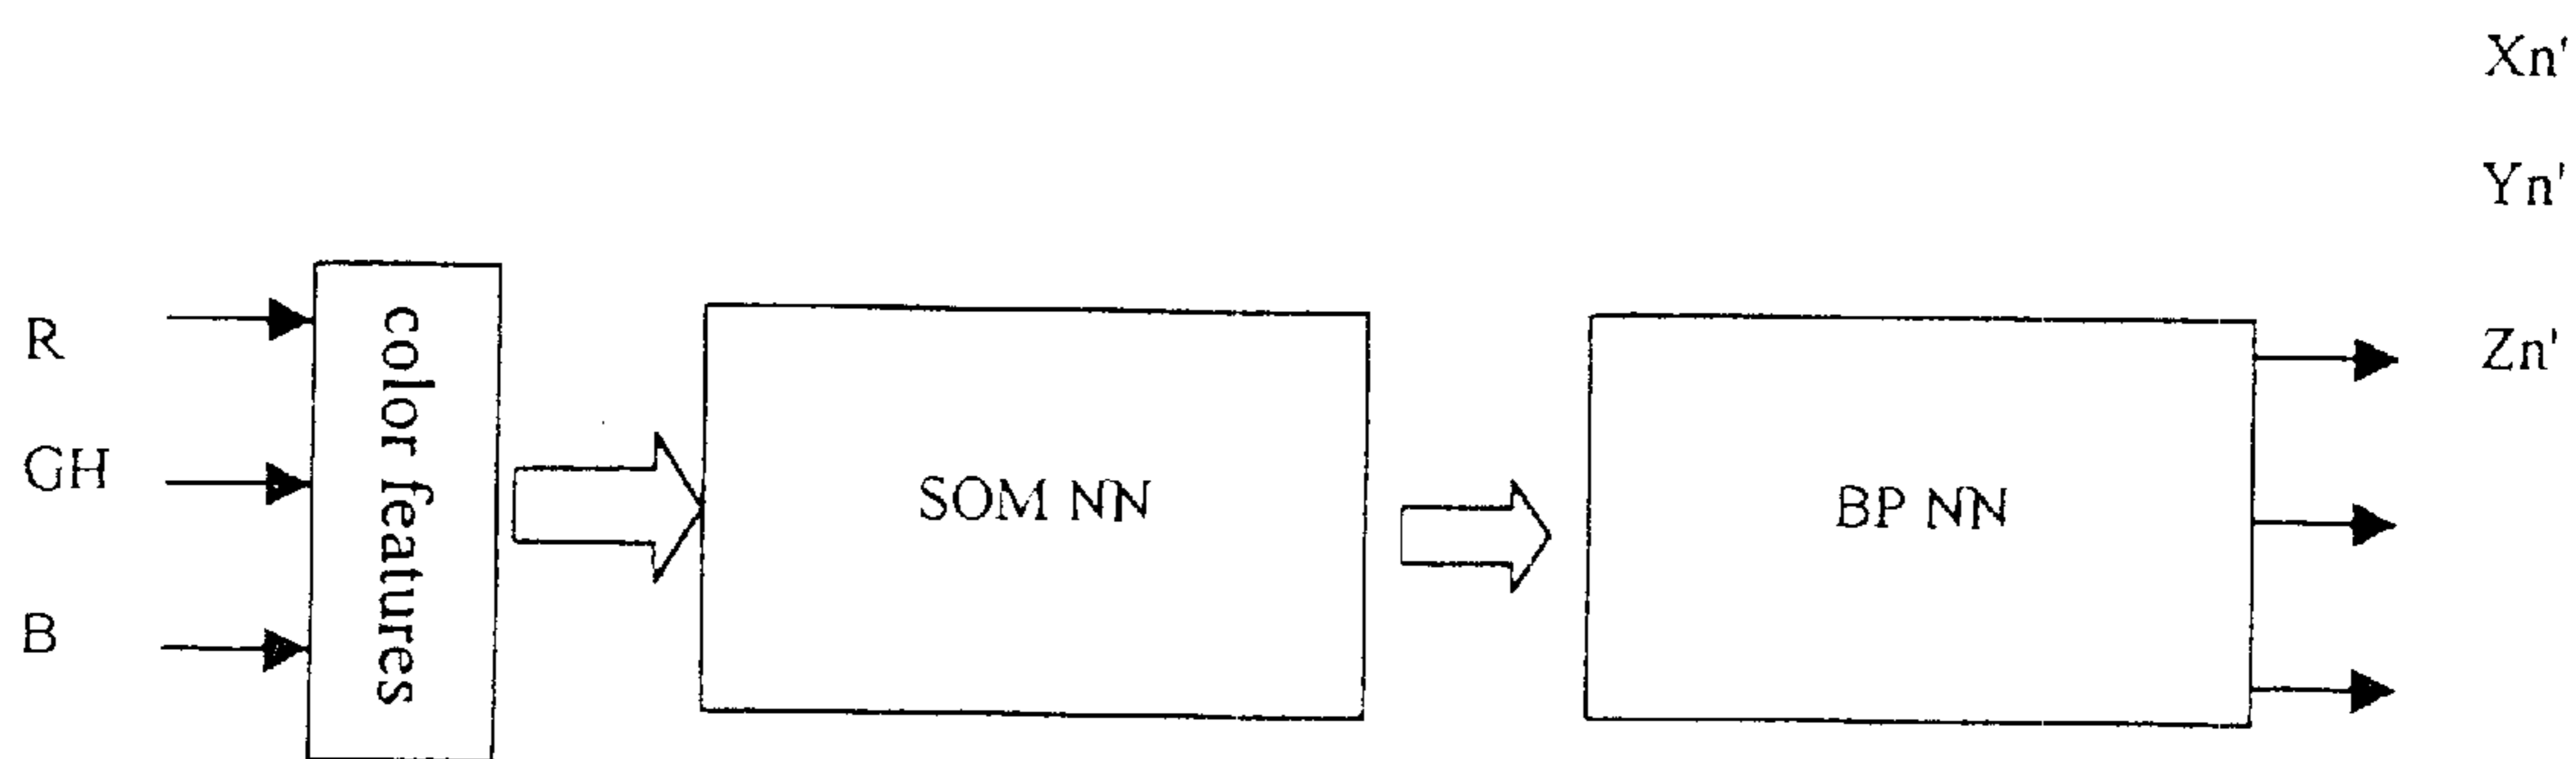 Xn'
Yn'
Zn'
R
GH
B
color features
SOM NN
BP NN